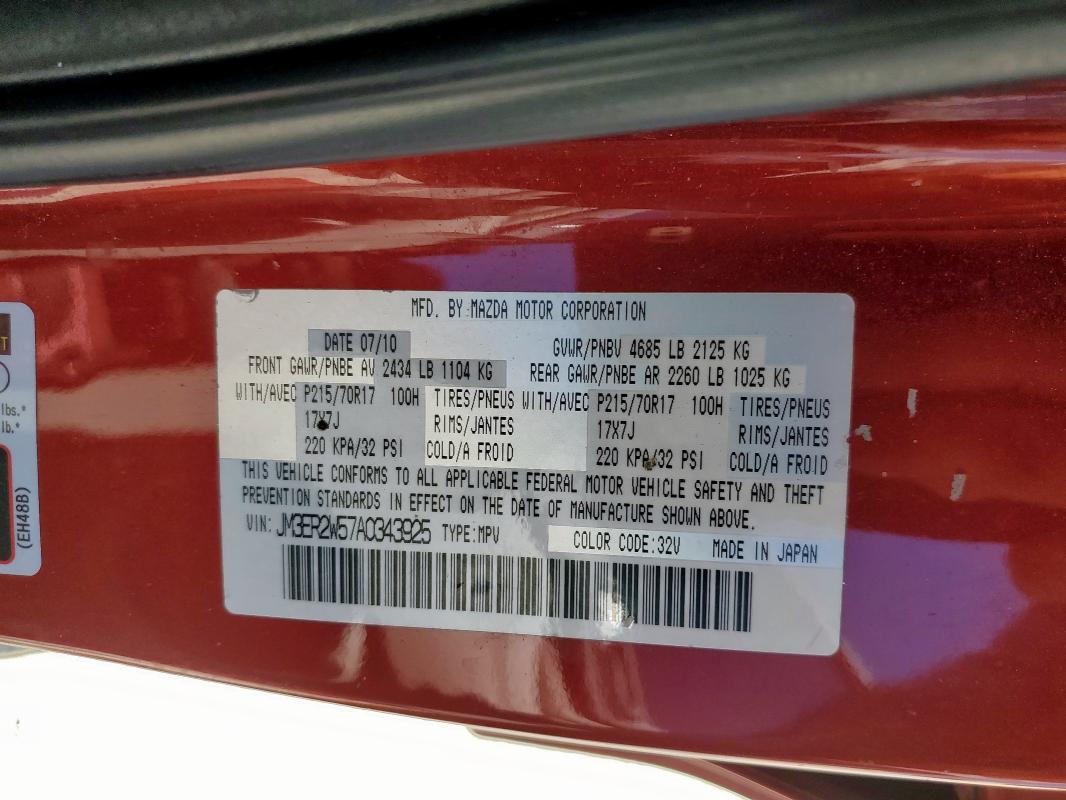 MFD. BY MAZDA MOTOR CORPORATION
DATE 07/10 GVWR/PNBV 4685 LB 2125 KG
FRONT GAWR/PNBE AV 2434 LB 1104 KG REAR GAWR/PNBE AR 2260 LB 1025 KG
WITH/AVEC P215/70R17 100H TIRES/PNEUS WITH/AVEC P215/70R17 100H TIRES/PNEUS
17X7J RIMS/JANTES 17X7J RIMS/JANTES
220 KPA/32 PSI COLD/A FROID 220 KPA/32 PSI COLD/A FROID
THIS VEHICLE CONFORMS TO ALL APPLICABLE FEDERAL MOTOR VEHICLE SAFETY AND THEFT
PREVENTION STANDARDS IN EFFECT ON THE DATE OF MANUFACTURE SHOWN ABOVE.
VIN: JM3ER2W57A0343925 TYPE:MPV COLOR CODE:32V MADE IN JAPAN
lbs.*
lb.*
(EH48B)